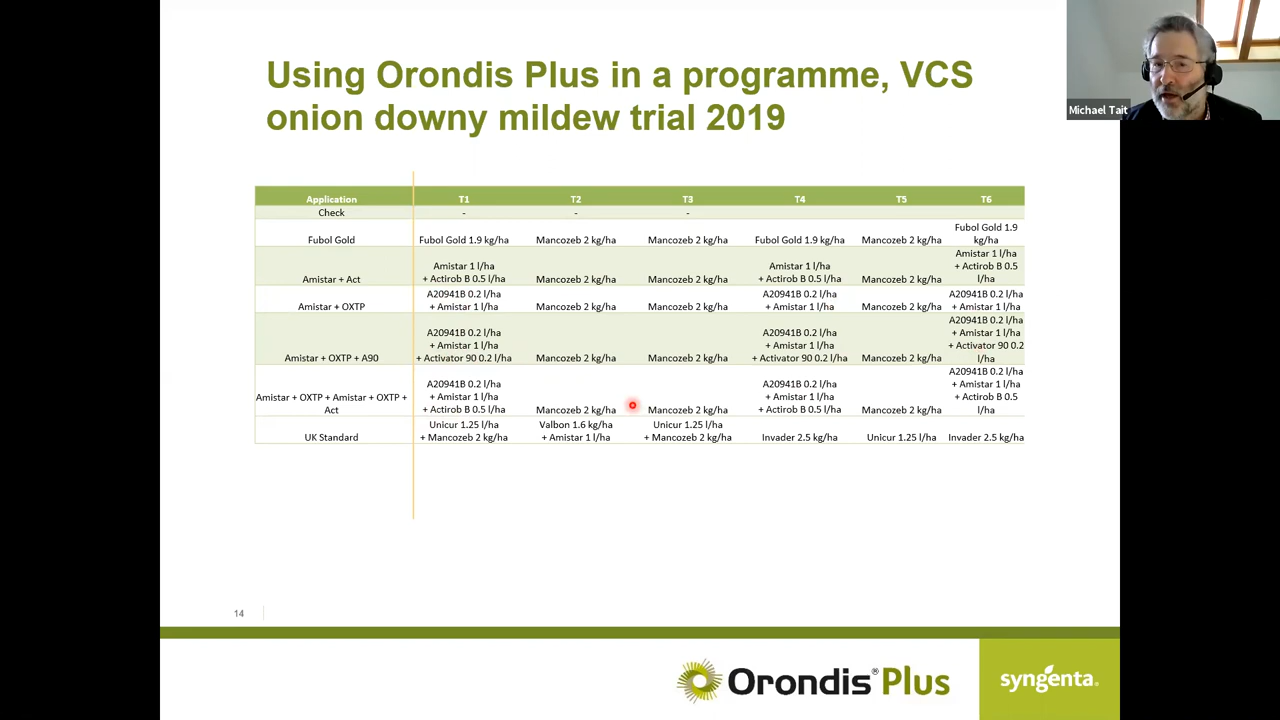 Using Orondis Plus in a programme, VCS
onion downy mildew trial 2019
Michael Tait
Application T1 T2 T3 T4 T5 T6
Check - - -
Fubol Gold Fubol Gold 1.9 kg/ha Mancozeb 2 kg/ha Mancozeb 2 kg/ha Fubol Gold 1.9 kg/ha Mancozeb 2 kg/ha Fubol Gold 1.9
kg/ha
Amistar + Act Amistar 1 l/ha
+ Actirob B 0.5 l/ha Mancozeb 2 kg/ha Mancozeb 2 kg/ha Amistar 1 l/ha
+ Actirob B 0.5 l/ha Mancozeb 2 kg/ha Amistar 1 l/ha
+ Actirob B 0.5
l/ha
Amistar + OXTP A20941B 0.2 l/ha
+ Amistar 1 l/ha Mancozeb 2 kg/ha Mancozeb 2 kg/ha A20941B 0.2 l/ha
+ Amistar 1 l/ha Mancozeb 2 kg/ha A20941B 0.2 l/ha
+ Amistar 1 l/ha
Amistar + OXTP + A90 A20941B 0.2 l/ha
+ Amistar 1 l/ha
+ Activator 90 0.2 l/ha Mancozeb 2 kg/ha Mancozeb 2 kg/ha A20941B 0.2 l/ha
+ Amistar 1 l/ha
+ Activator 90 0.2 l/ha Mancozeb 2 kg/ha A20941B 0.2 l/ha
+ Amistar 1 l/ha
+ Activator 90 0.2
l/ha
Amistar + OXTP + Amistar + OXTP +
Act A20941B 0.2 l/ha
+ Amistar 1 l/ha
+ Actirob B 0.5 l/ha Mancozeb 2 kg/ha Mancozeb 2 kg/ha A20941B 0.2 l/ha
+ Amistar 1 l/ha
+ Actirob B 0.5 l/ha Mancozeb 2 kg/ha A20941B 0.2 l/ha
+ Amistar 1 l/ha
+ Actirob B 0.5
l/ha
UK Standard Unicur 1.25 l/ha
+ Mancozeb 2 kg/ha Valbon 1.6 kg/ha
+ Amistar 1 l/ha Unicur 1.25 l/ha
+ Mancozeb 2 kg/ha Invader 2.5 kg/ha Unicur 1.25 l/ha Invader 2.5 kg/ha
14
Orondis® Plus
syngenta®